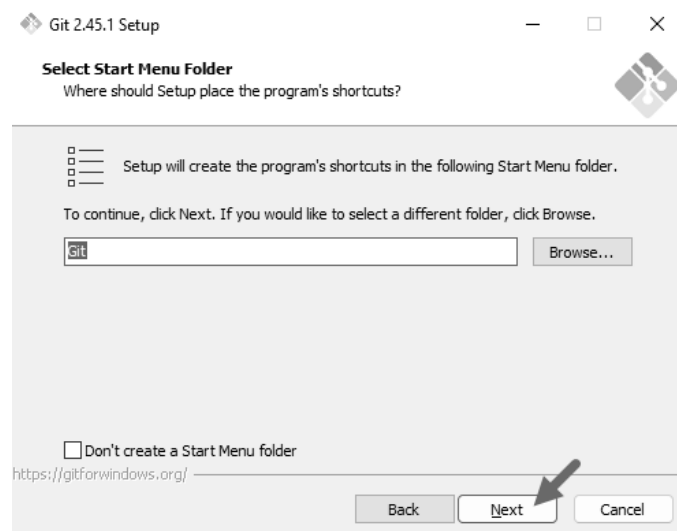 Git 2.45.1 Setup
Select Start Menu Folder
Where should Setup place the program's shortcuts?
Setup will create the program's shortcuts in the following Start Menu folder.
To continue, click Next. If you would like to select a different folder, click Browse.
Git
Browse...
Don't create a Start Menu folder
https://gitforwindows.org/
Back
Next
Cancel